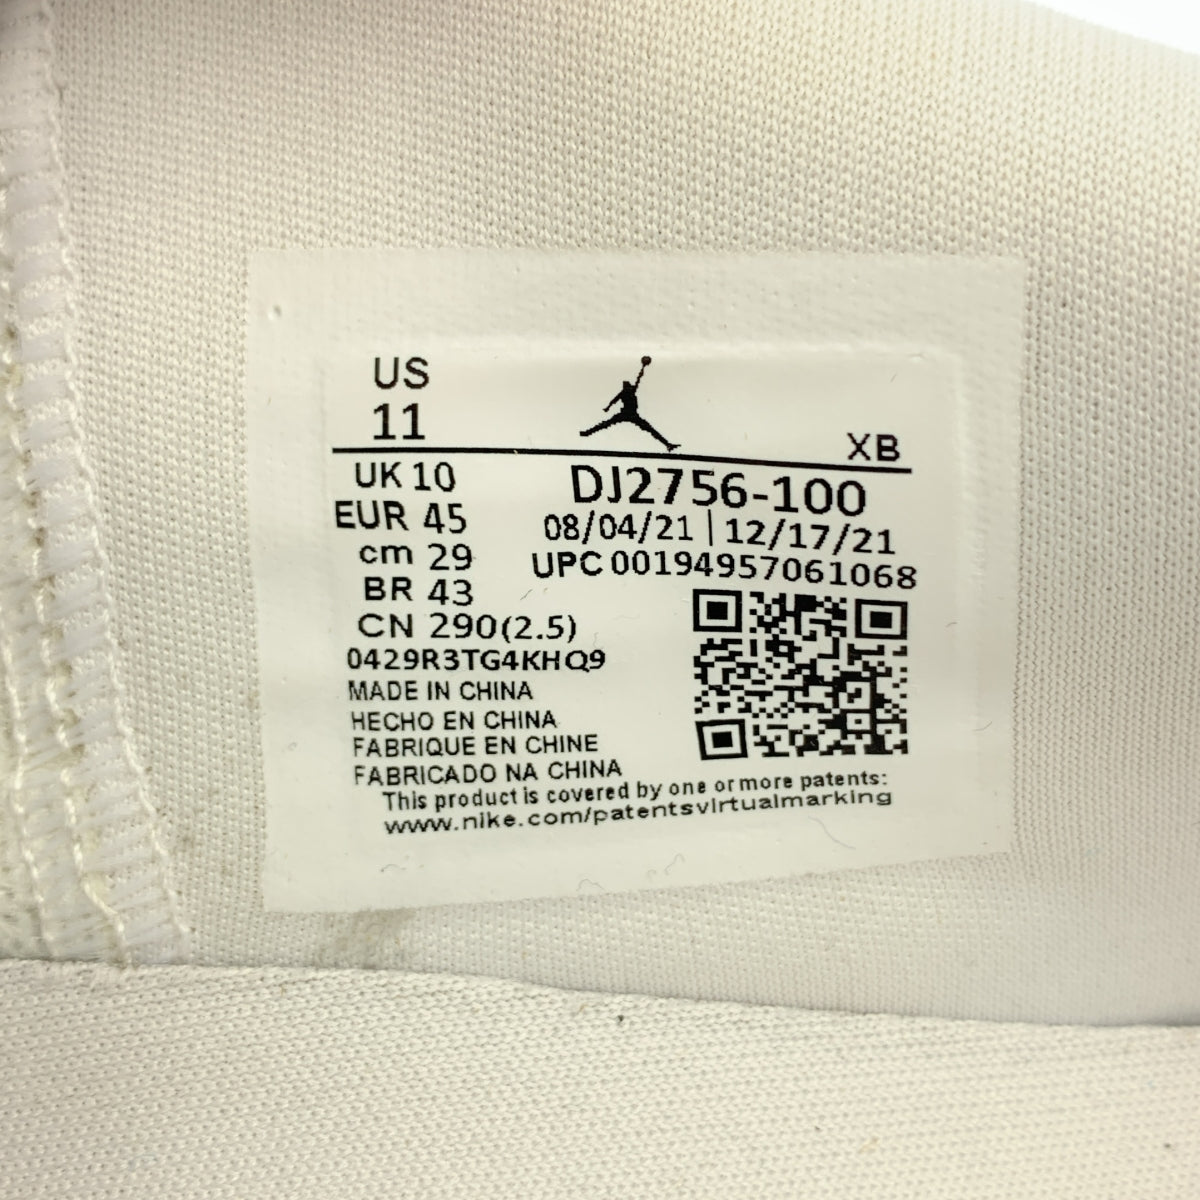 US
11
XB
UK 10
EUR 45
cm 29
BR 43
CN 290(2.5)
DJ2756-100
08/04/21 | 12/17/21
UPC 00194957061068
0429R3TG4KHQ9
MADE IN CHINA
HECHO EN CHINA
FABRIQUE EN CHINE
FABRICADO NA CHINA
This product is covered by one or more patents:
www.nike.com/patentsvirtualmarking